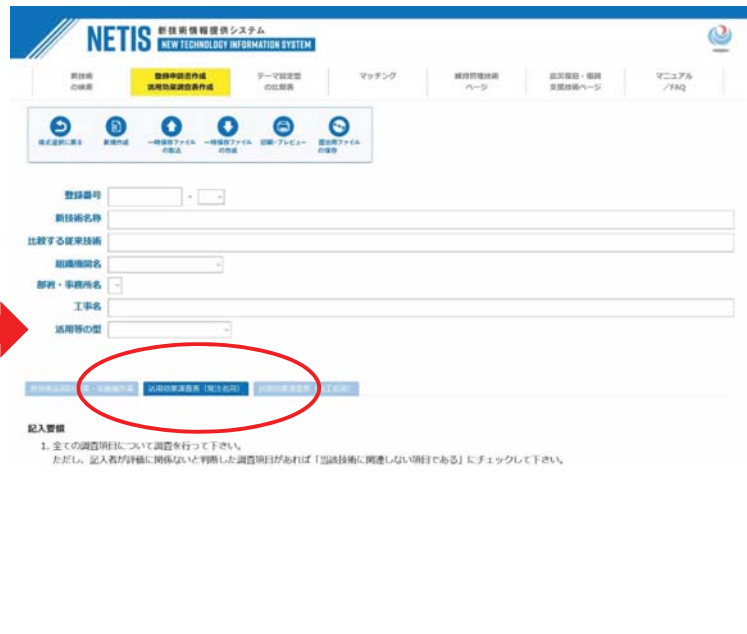 NETIS 新技術情報提供システム
NEW TECHNOLOGY INFORMATION SYSTEM
新技術
の検索
登録申請書作成
活用効果調査表作成
テーマ設定型
の比較表
マッチング
維持管理技術
ページ
震災復旧・復興
支援技術ページ
マニュアル
/FAQ
様式選択に戻る
新規作成
一時保存ファイル
の取込
一時保存ファイル
の作成
印刷・プレビュー
提出用ファイル
の保存
登録番号
-
新技術名称
比較する従来技術
組織機関名
部署・事務所名
工事名
活用等の型
活用効果調査表（発注者用）
記入要領
1. 全ての調査項目について調査を行って下さい。
ただし、記入者が評価に関係ないと判断した調査項目があれば「当該技術に関連しない項目である」にチェックして下さい。